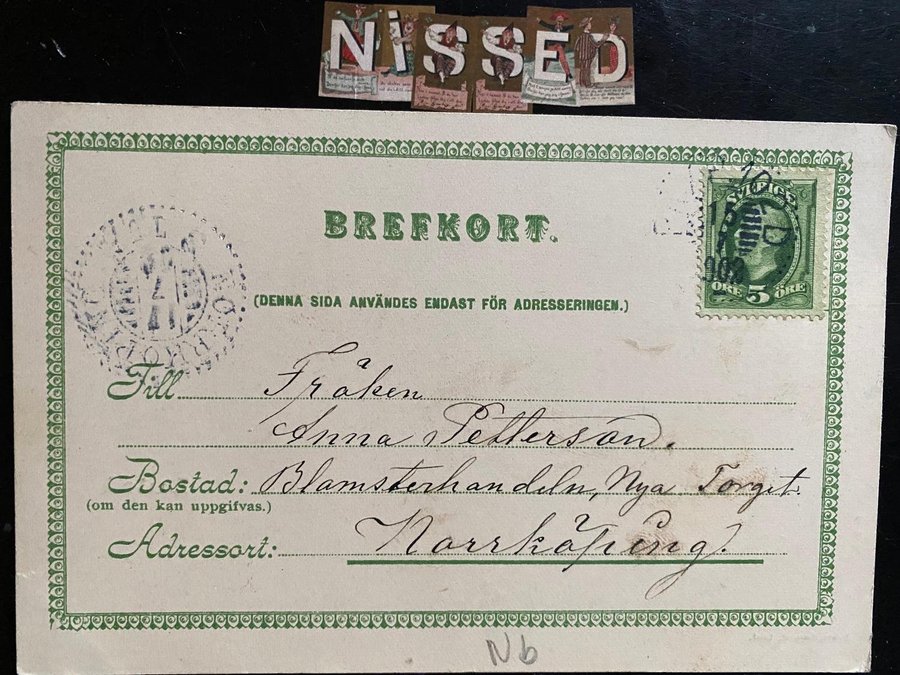 NiSSED
BREFKORT.
SVERIGE
ÖRE 5 ÖRE
(DENNA SIDA ANVÄNDES ENDAST FÖR ADRESSERINGEN.)
Till Fröken
Anna Petterson.
Bostad: Blomsterhandeln, Nya Torget.
(om den kan uppgifvas.)
Adressort: Norrköping.
Nb